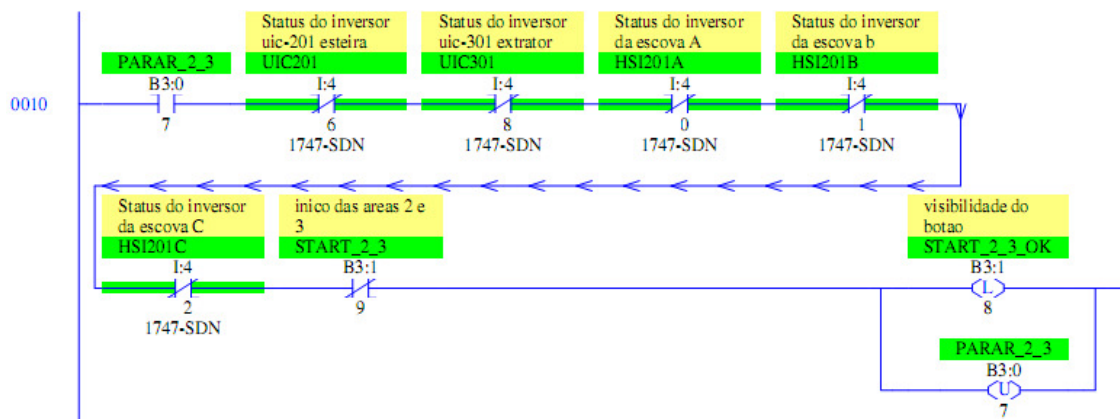 Status do inversor
uic-201 esteira
UIC201
Status do inversor
uic-301 extrator
UIC301
Status do inversor
da escova A
HSI201A
Status do inversor
da escova b
HSI201B
PARAR_2_3
B3:0
I:4
I:4
I:4
I:4
0010
7
6
8
0
1
1747-SDN
1747-SDN
1747-SDN
1747-SDN
Status do inversor
da escova C
HSI201C
I:4
2
1747-SDN
inico das areas 2 e
3
START_2_3
B3:1
9
visibilidade do
botao
START_2_3_OK
B3:1
L
8
PARAR_2_3
B3:0
U
7